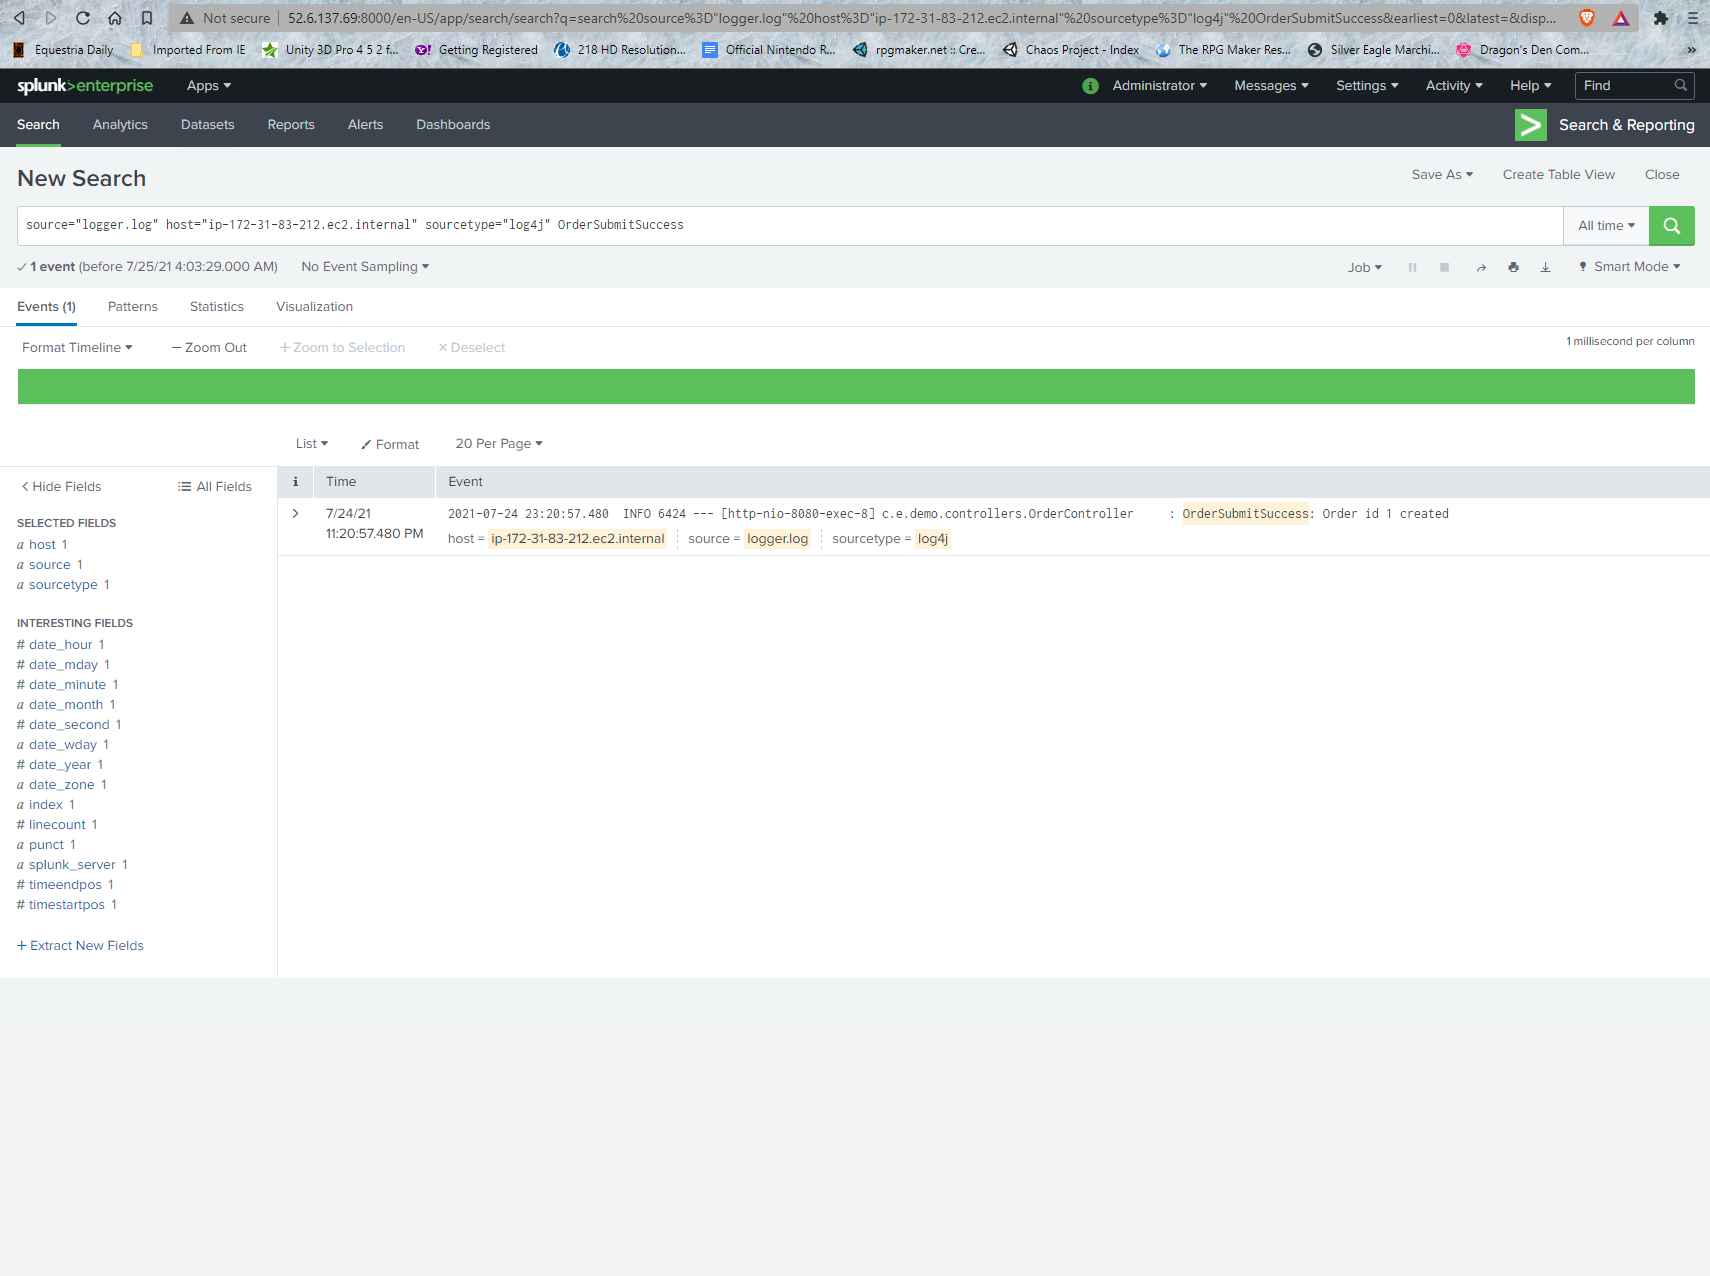 Not secure | 52.6.137.69:8000/en-US/app/search/search?q=search%20source%3D"logger.log"%20host%3D"ip-172-31-83-212.ec2.internal"%20sourcetype%3D"log4j"%20OrderSubmitSuccess&earliest=0&latest=&disp...
Equestria Daily Imported From IE Unity 3D Pro 4 5 2 f... Getting Registered 218 HD Resolution... Official Nintendo R... rpgmaker.net :: Cre... Chaos Project - Index The RPG Maker Res... Silver Eagle Marchi... Dragon's Den Com... »
splunk>enterprise Apps Administrator Messages Settings Activity Help Find
Search Analytics Datasets Reports Alerts Dashboards Search & Reporting
New Search Save As Create Table View Close
source="logger.log" host="ip-172-31-83-212.ec2.internal" sourcetype="log4j" OrderSubmitSuccess All time
1 event (before 7/25/21 4:03:29.000 AM) No Event Sampling Job Smart Mode
Events (1) Patterns Statistics Visualization
Format Timeline — Zoom Out + Zoom to Selection × Deselect 1 millisecond per column
List Format 20 Per Page
< Hide Fields All Fields i Time Event
7/24/21 2021-07-24 23:20:57.480 INFO 6424 --- [http-nio-8080-exec-8] c.e.demo.controllers.OrderController : OrderSubmitSuccess: Order id 1 created
11:20:57.480 PM host = ip-172-31-83-212.ec2.internal source = logger.log sourcetype = log4j
SELECTED FIELDS
a host 1
a source 1
a sourcetype 1
INTERESTING FIELDS
# date_hour 1
# date_mday 1
# date_minute 1
a date_month 1
# date_second 1
a date_wday 1
# date_year 1
a date_zone 1
a index 1
# linecount 1
a punct 1
a splunk_server 1
# timeendpos 1
# timestartpos 1
+ Extract New Fields